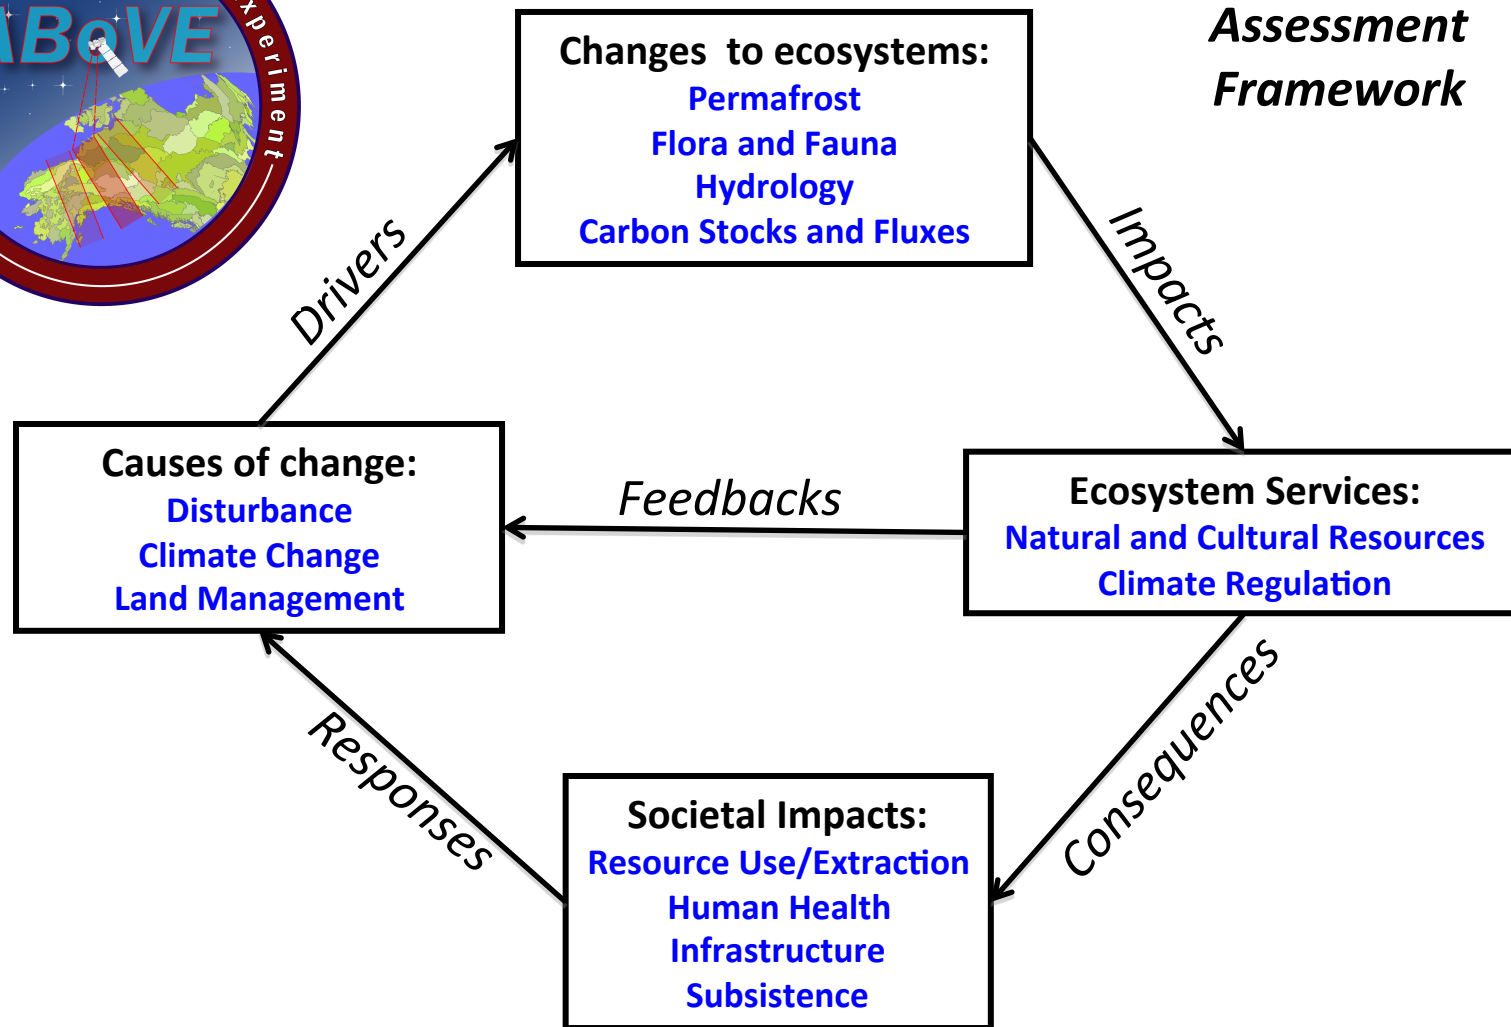 ABoVE
Experiment
Assessment
Framework
Changes to ecosystems:
Permafrost
Flora and Fauna
Hydrology
Carbon Stocks and Fluxes
Drivers
Impacts
Causes of change:
Disturbance
Climate Change
Land Management
Feedbacks
Ecosystem Services:
Natural and Cultural Resources
Climate Regulation
Responses
Consequences
Societal Impacts:
Resource Use/Extraction
Human Health
Infrastructure
Subsistence